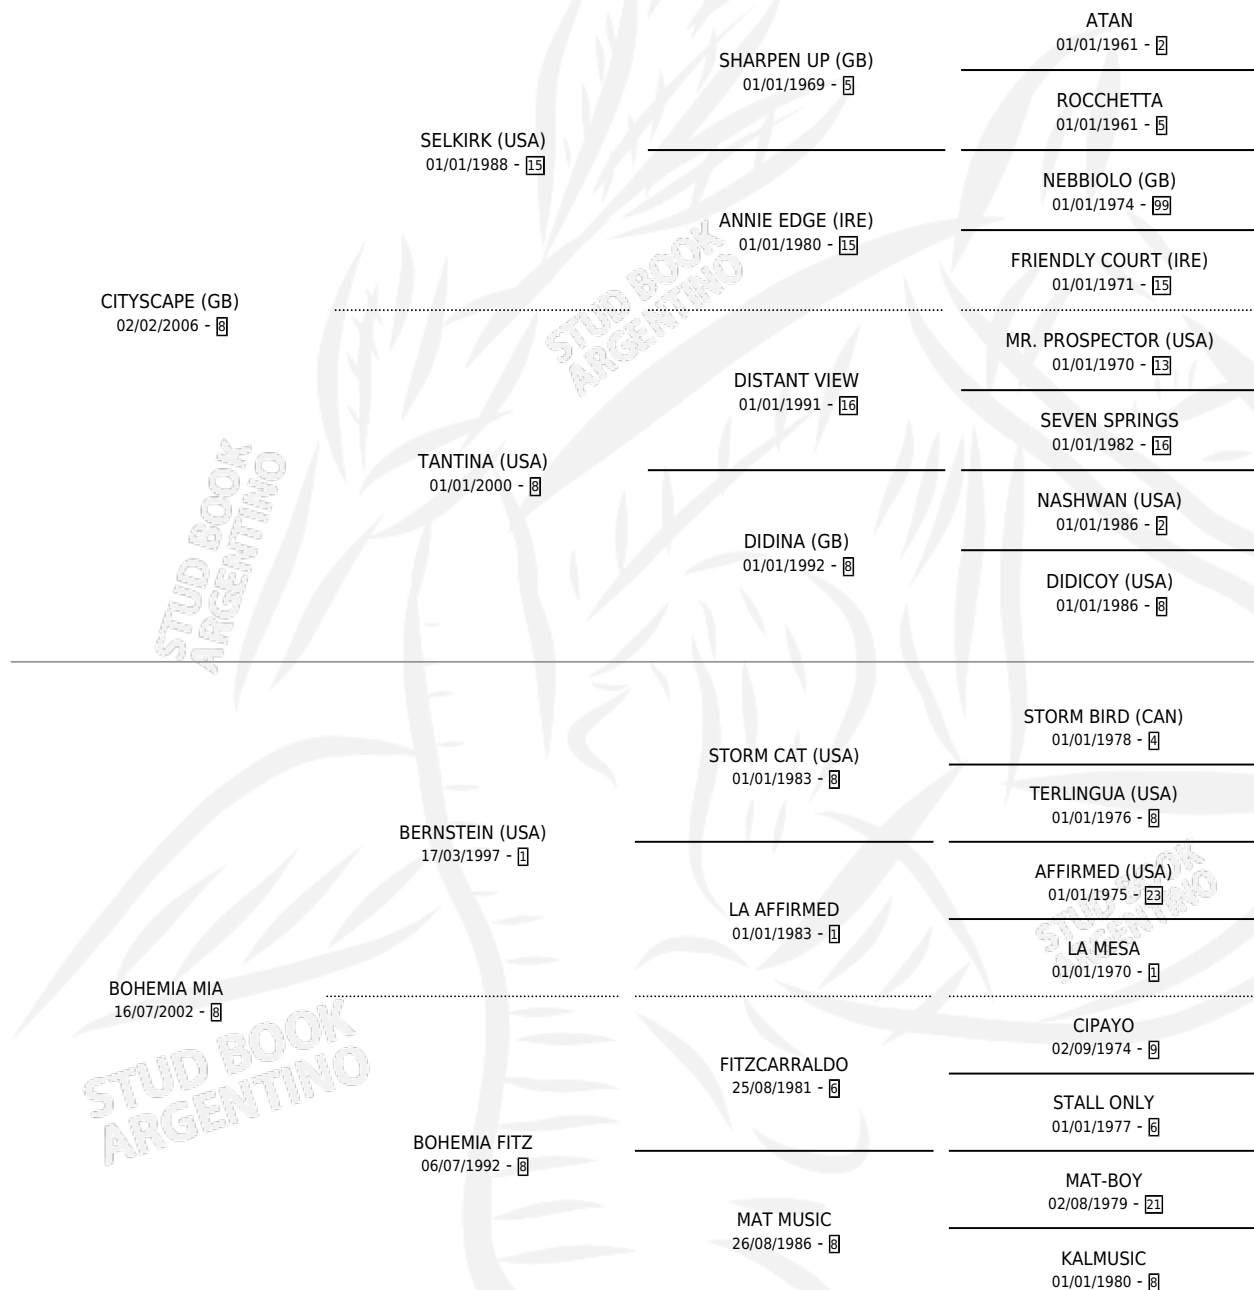 ATAN
01/01/1961 - 2
SHARPEN UP (GB)
01/01/1969 - 5
ROCCHETTA
01/01/1961 - 5
SELKIRK (USA)
01/01/1988 - 15
NEBBIOLO (GB)
01/01/1974 - 99
ANNIE EDGE (IRE)
01/01/1980 - 15
FRIENDLY COURT (IRE)
01/01/1971 - 15
CITYSCAPE (GB)
02/02/2006 - 8
STUD BOOK
ARGENTINO
MR. PROSPECTOR (USA)
01/01/1970 - 13
DISTANT VIEW
01/01/1991 - 16
SEVEN SPRINGS
01/01/1982 - 16
TANTINA (USA)
01/01/2000 - 8
NASHWAN (USA)
01/01/1986 - 2
DIDINA (GB)
01/01/1992 - 8
DIDICOY (USA)
01/01/1986 - 8
STUD BOOK
ARGENTINO
STORM BIRD (CAN)
01/01/1978 - 4
STORM CAT (USA)
01/01/1983 - 8
TERLINGUA (USA)
01/01/1976 - 8
BERNSTEIN (USA)
17/03/1997 - 1
AFFIRMED (USA)
01/01/1975 - 23
LA AFFIRMED
01/01/1983 - 1
STUD BOOK
ARGENTINO
LA MESA
01/01/1970 - 1
BOHEMIA MIA
16/07/2002 - 8
STUD BOOK
ARGENTINO
CIPAYO
02/09/1974 - 9
FITZCARRALDO
25/08/1981 - 6
STALL ONLY
01/01/1977 - 6
BOHEMIA FITZ
06/07/1992 - 8
MAT-BOY
02/08/1979 - 21
MAT MUSIC
26/08/1986 - 8
KALMUSIC
01/01/1980 - 8